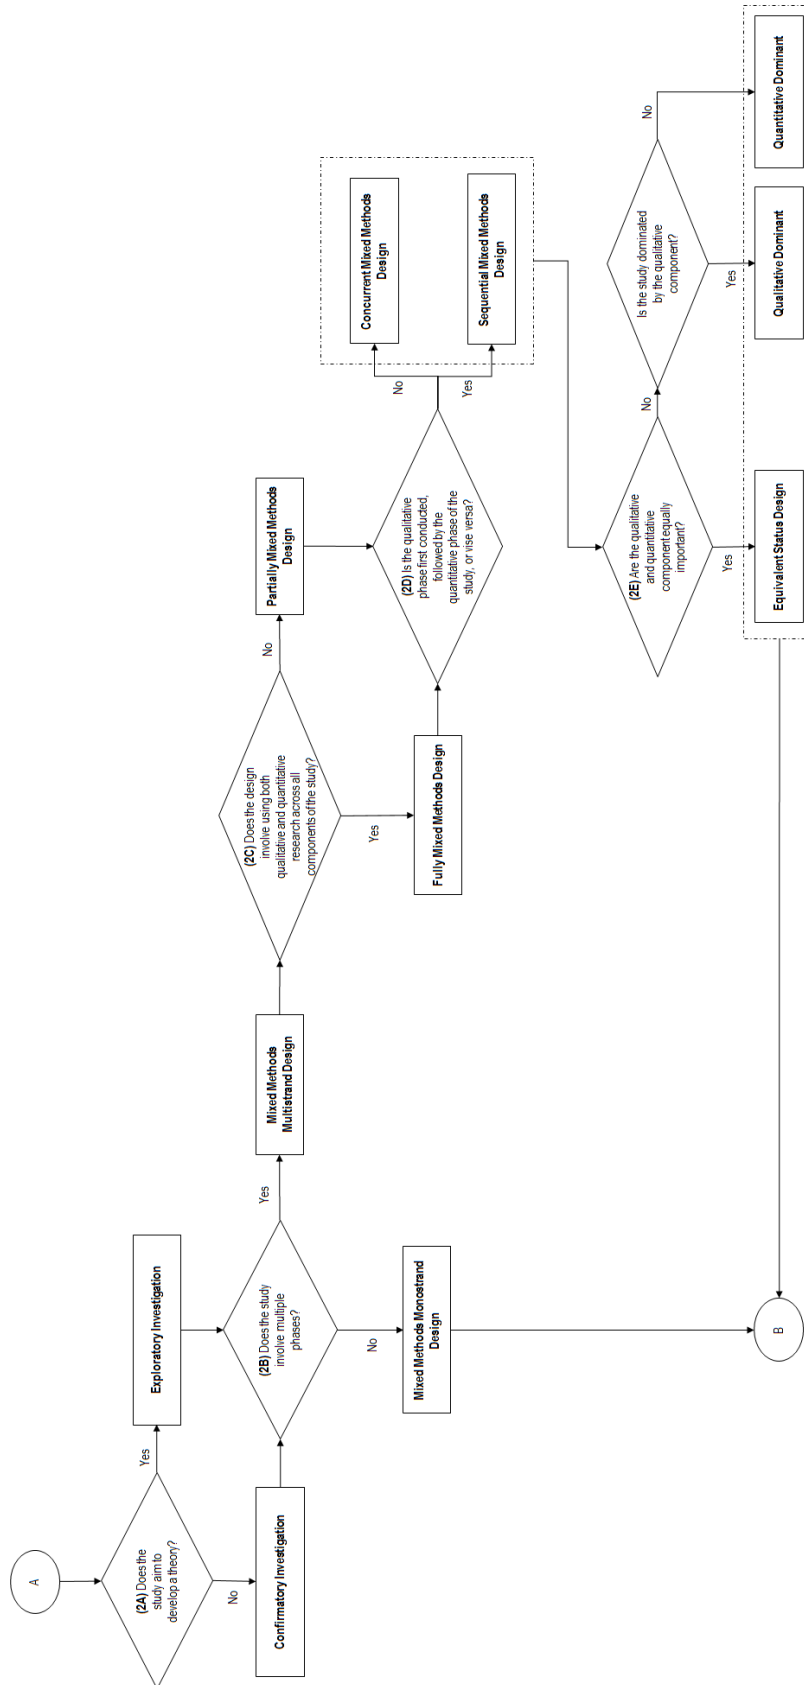 A
(2A) Does the
study aim to
develop a theory?
Yes
No
Exploratory Investigation
Confirmatory Investigation
(2B) Does the study
involve multiple
phases?
Yes
No
Mixed Methods
Multistrand Design
Mixed Methods Monostrand
Design
(2C) Does the design
involve using both
qualitative and quantitative
research across all
components of the study?
No
Yes
Partially Mixed Methods
Design
Fully Mixed Methods Design
(2D) Is the qualitative
phase first conducted,
followed by the
quantitative phase of the
study, or vise versa?
No
Yes
Concurrent Mixed Methods
Design
Sequential Mixed Methods
Design
(2E) Are the qualitative
and quantitative
component equally
important?
No
Yes
Is the study dominated
by the qualitative
component?
No
Yes
Equivalent Status Design
Qualitative Dominant
Quantitative Dominant
B